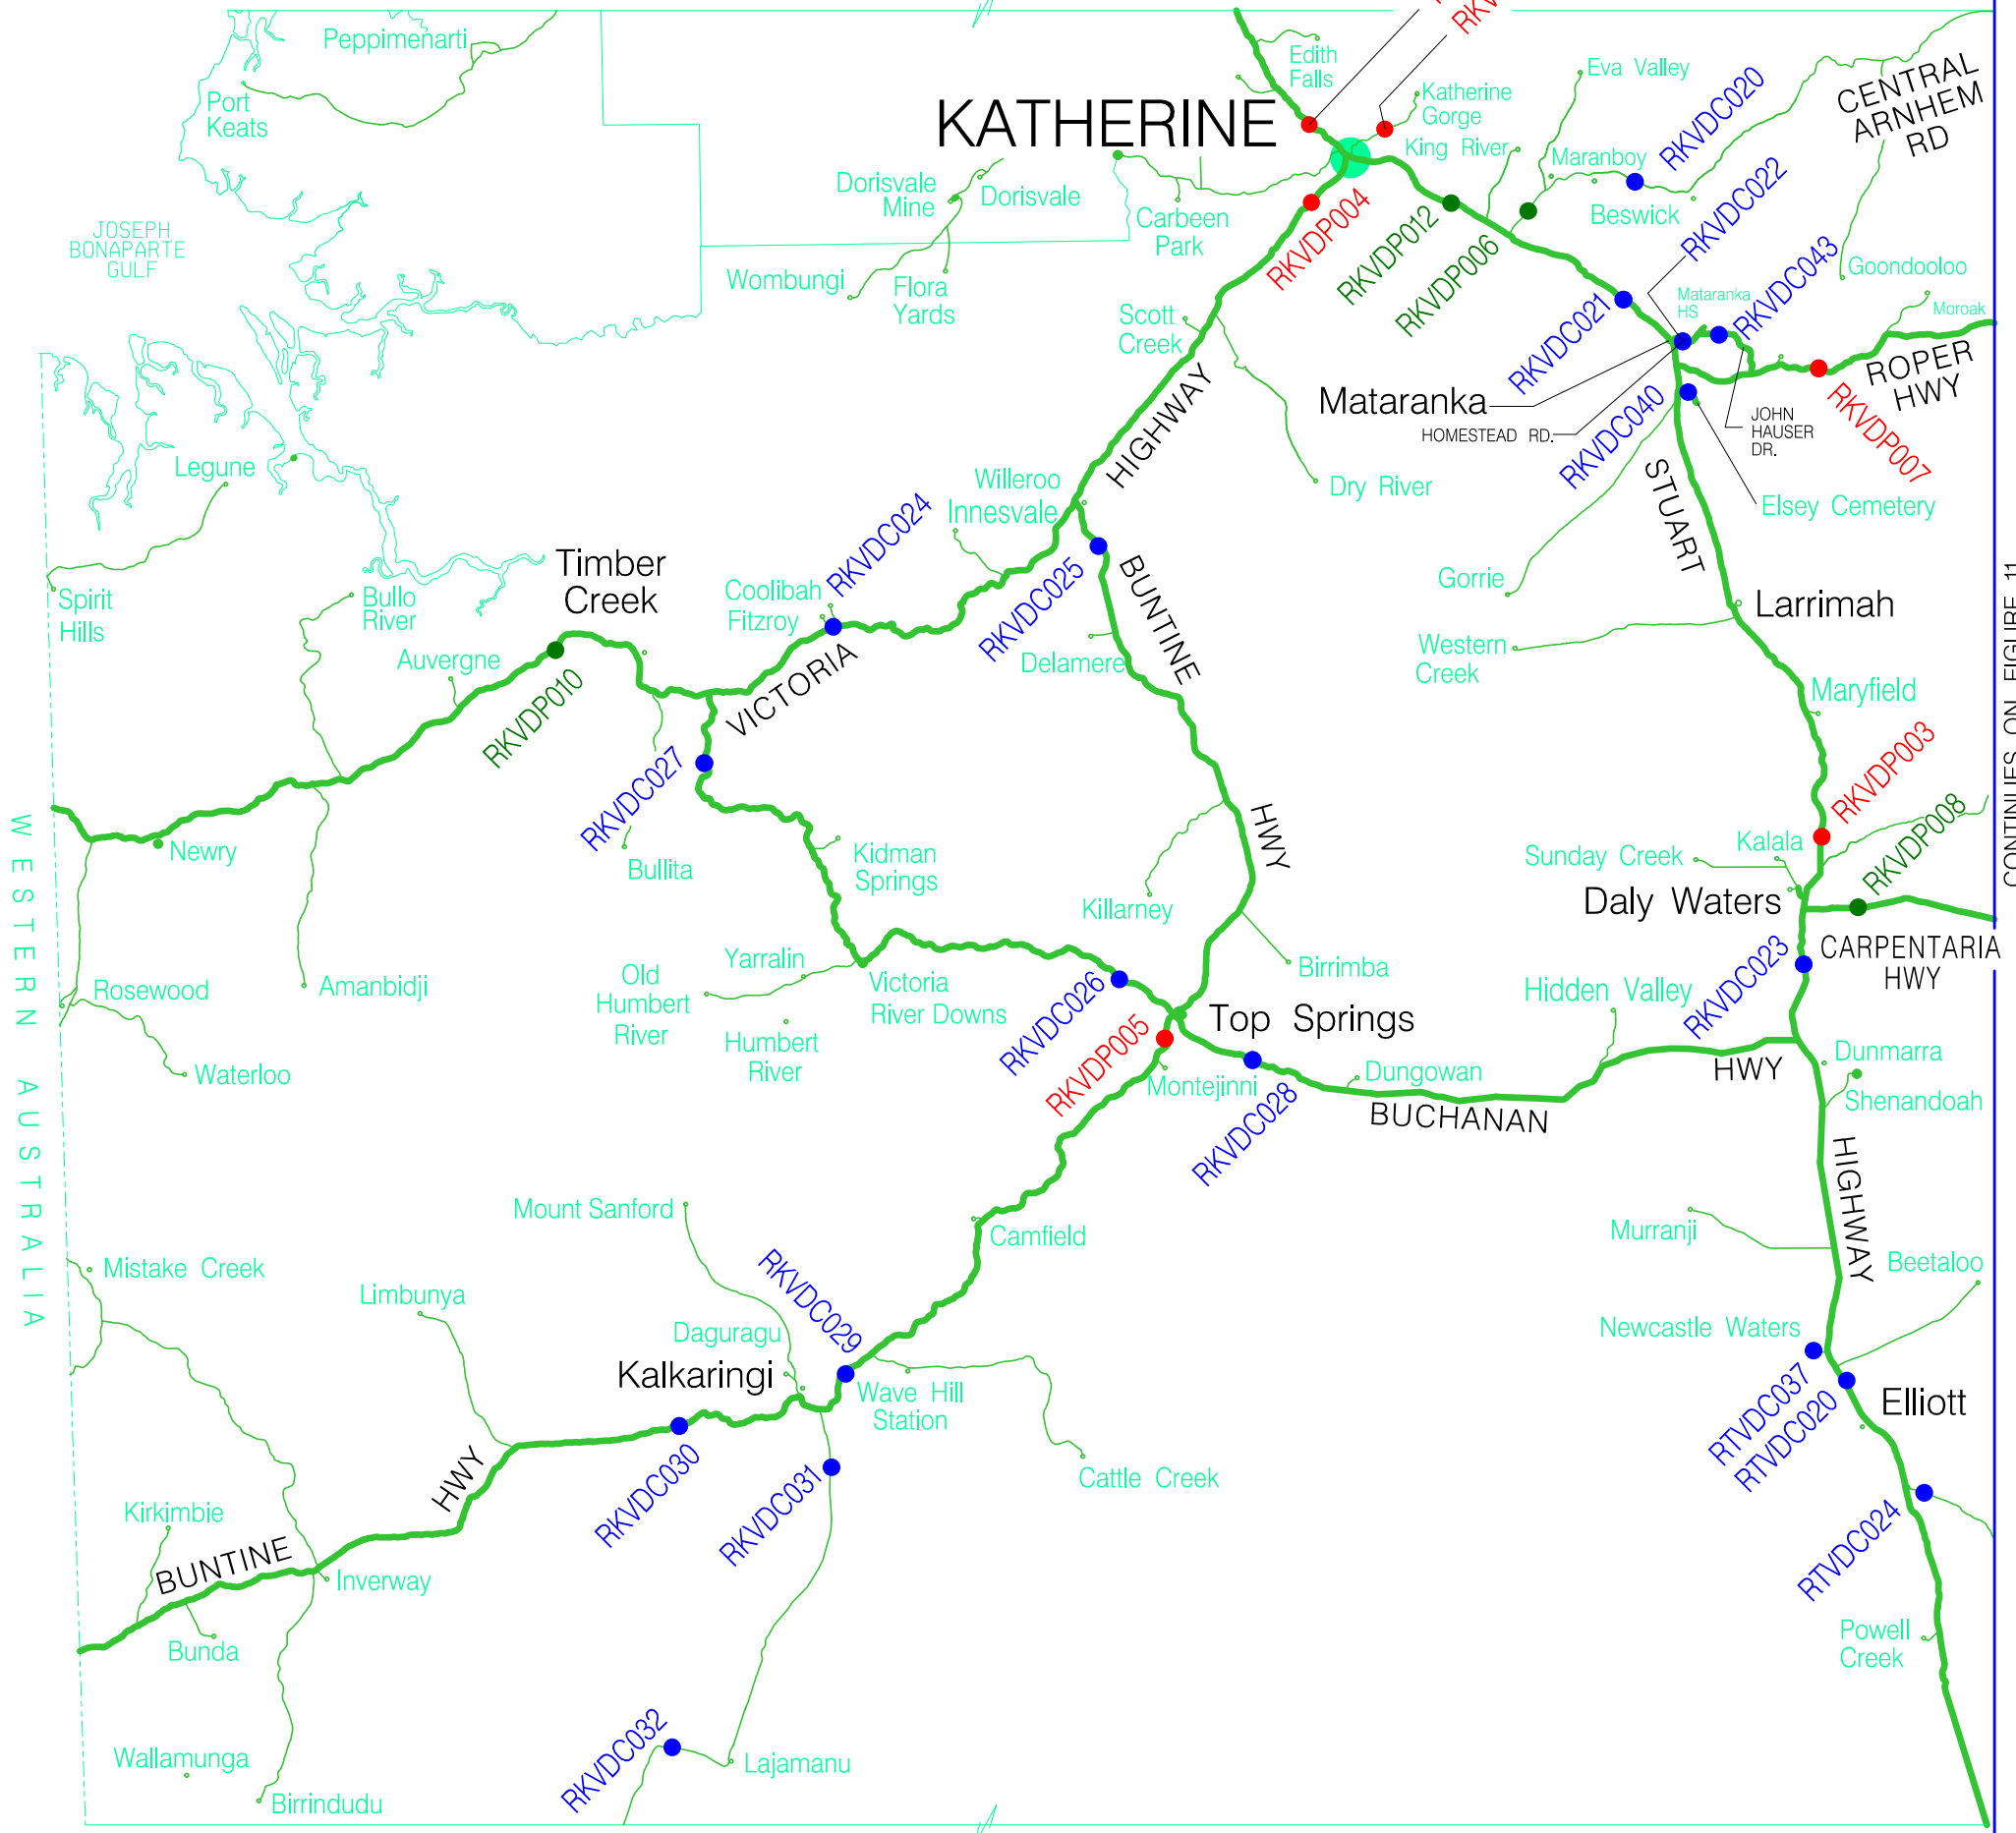 Peppimenarti
Port
Keats
JOSEPH
BONAPARTE
GULF
KATHERINE
Edith
Falls
Katherine
Gorge
King River
Eva Valley
Maranboy
Beswick
RKVDC020
CENTRAL
ARNHEM
RD
Dorisvale
Mine
Dorisvale
Wombungi
Flora
Yards
Carbeen
Park
RKVDP004
RKVDP012
RKVDP006
RKVDC022
RKVDC043
RKVDC021
Mataranka
HS
Goondooloo
Moroak
ROPER
HWY
RKVDP007
Scott
Creek
HIGHWAY
Mataranka
HOMESTEAD RD.
JOHN
HAUSER
DR.
RKVDC040
Elsey Cemetery
STUART
Dry River
Legune
Spirit
Hills
Bullo
River
Timber
Creek
Auvergne
RKVDP010
Willeroo
Innesvale
RKVDC024
Coolibah
Fitzroy
VICTORIA
RKVDC025
BUNTINE
Delamere
Gorrie
Western
Creek
Larrimah
Maryfield
CONTINUES ON FIGURE 11
RKVDC027
Bullita
Newry
WESTERN AUSTRALIA
Kidman
Springs
Killarney
HWY
RKVDP003
Sunday Creek
Kalala
RKVDP008
Daly Waters
CARPENTARIA
HWY
RKVDC023
Rosewood
Amanbidji
Waterloo
Old
Humbert
River
Yarralin
Humbert
River
Victoria
River Downs
RKVDC026
Birrimba
Top Springs
RKVDP005
Montejinni
RKVDC028
Dungowan
BUCHANAN
HWY
Hidden Valley
Dunmarra
Shenandoah
HIGHWAY
Murranji
Beetaloo
Mistake Creek
Limbunya
Mount Sanford
Camfield
RKVDC029
Daguragu
Kalkaringi
Wave Hill
Station
Cattle Creek
Newcastle Waters
RTVDC037
RTVDC020
Elliott
RTVDC024
HWY
RKVDC030
RKVDC031
Kirkimbie
BUNTINE
Inverway
Bunda
Powell
Creek
Wallamunga
Birrindudu
RKVDC032
Lajamanu